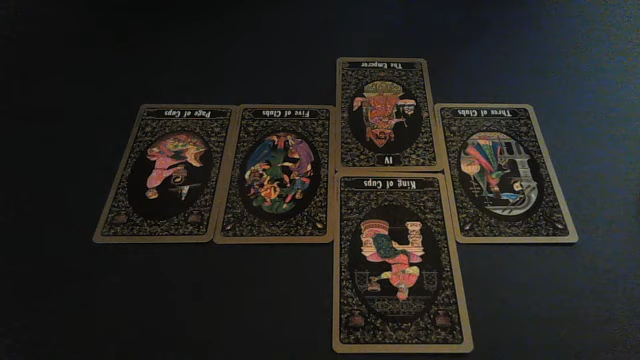 The Emperor
IV
Page of Cups
Five of Clubs
Three of Clubs
King of Cups